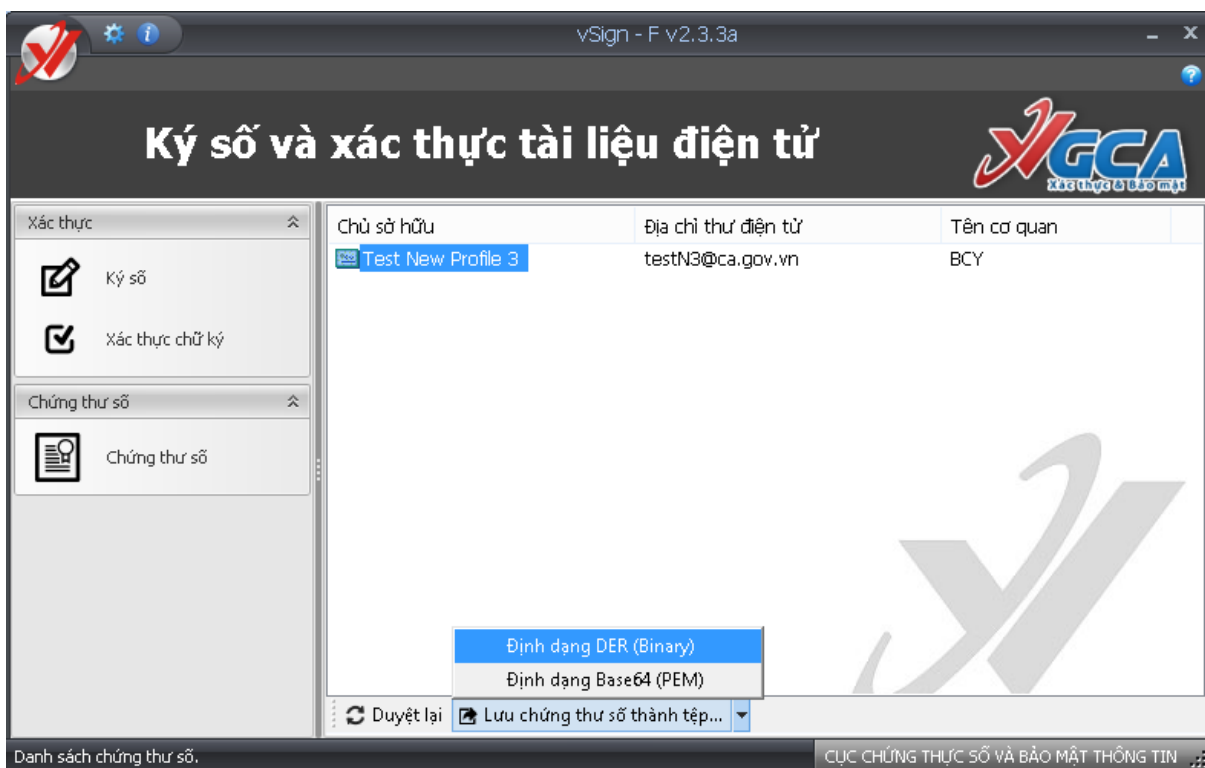 vSign - F v2.3.3a
Ký số và xác thực tài liệu điện tử
GCA
Xác thực & Bảo mật
Xác thực
Ký số
Xác thực chữ ký
Chứng thư số
Chứng thư số
Chủ sở hữu Địa chỉ thư điện tử Tên cơ quan
Test New Profile 3 testN3@ca.gov.vn BCY
Định dạng DER (Binary)
Định dạng Base64 (PEM)
Duyệt lại Lưu chứng thư số thành tệp...
Danh sách chứng thư số. CỤC CHỨNG THỰC SỐ VÀ BẢO MẬT THÔNG TIN